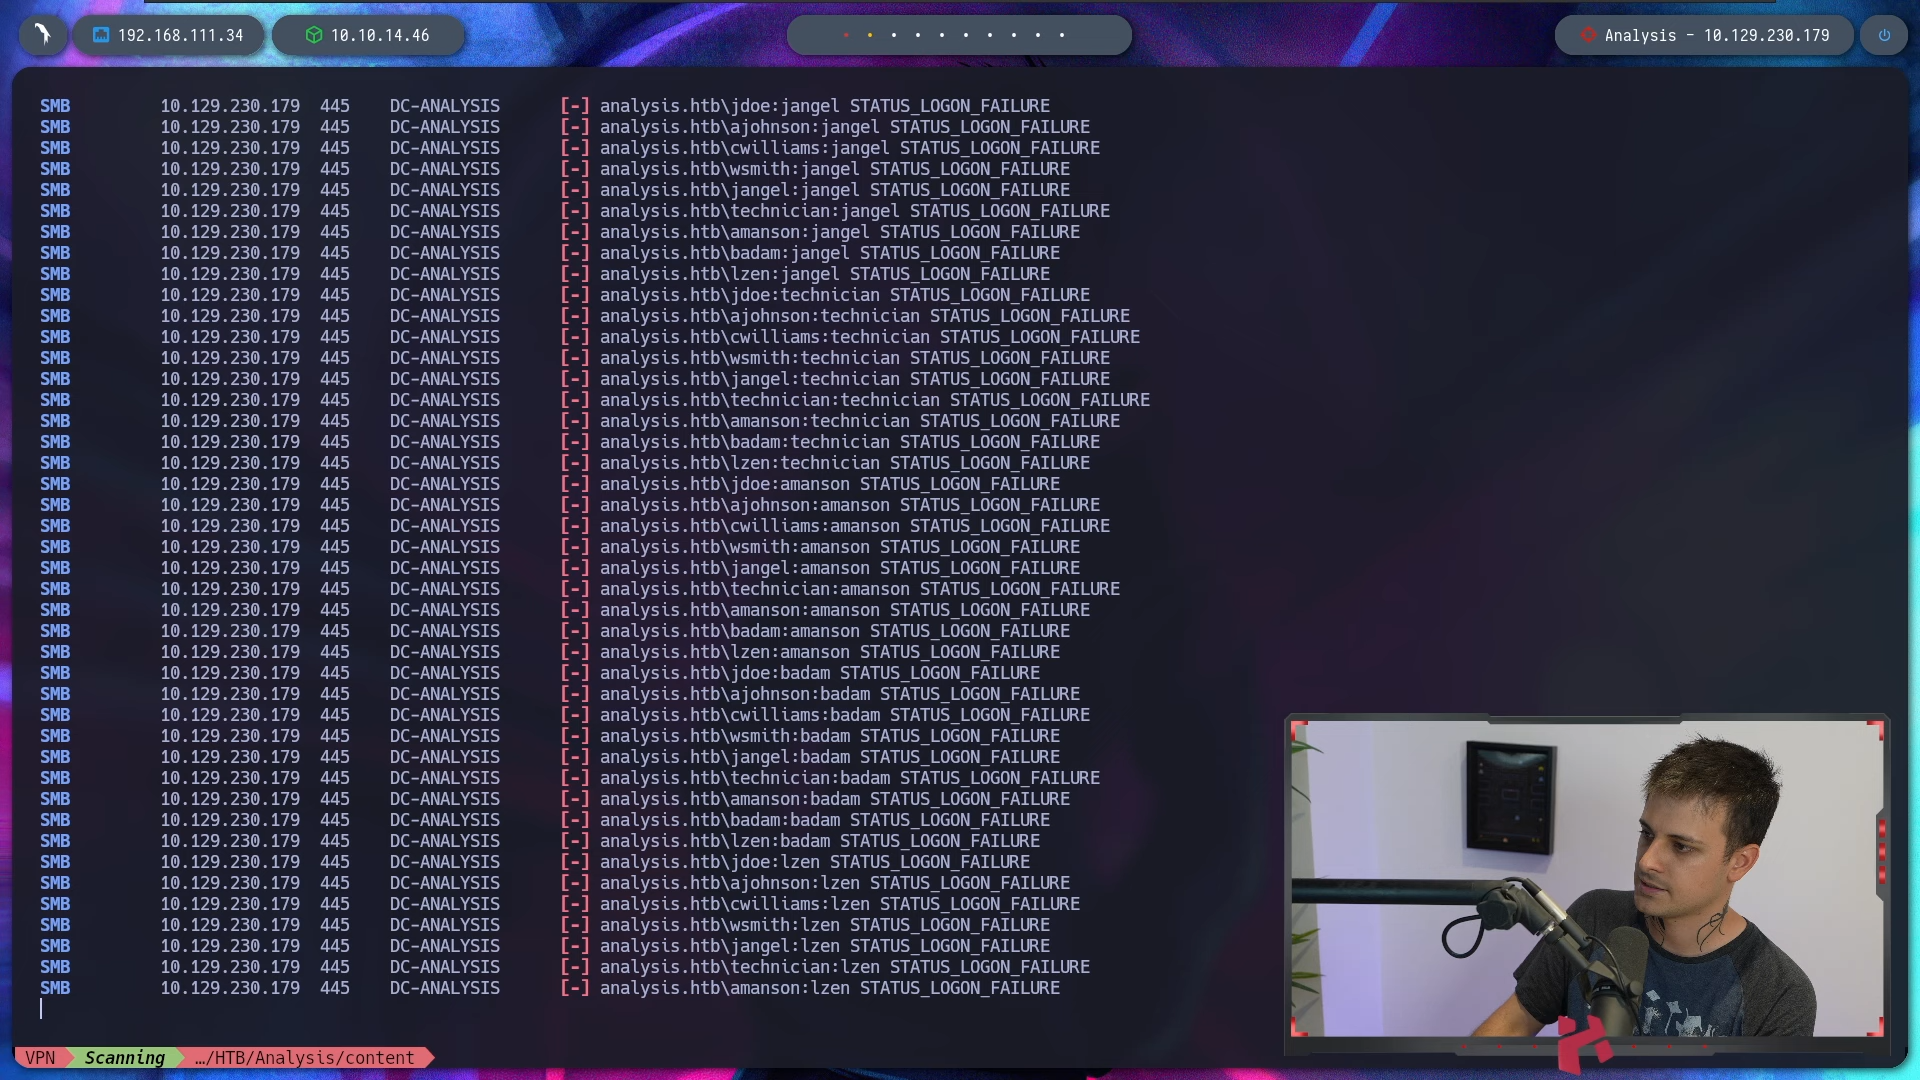 192.168.111.34
10.10.14.46
Analysis - 10.129.230.179
SMB 10.129.230.179 445 DC-ANALYSIS [-] analysis.htb\jdoe:jangel STATUS_LOGON_FAILURE
SMB 10.129.230.179 445 DC-ANALYSIS [-] analysis.htb\ajohnson:jangel STATUS_LOGON_FAILURE
SMB 10.129.230.179 445 DC-ANALYSIS [-] analysis.htb\cwilliams:jangel STATUS_LOGON_FAILURE
SMB 10.129.230.179 445 DC-ANALYSIS [-] analysis.htb\wsmith:jangel STATUS_LOGON_FAILURE
SMB 10.129.230.179 445 DC-ANALYSIS [-] analysis.htb\jangel:jangel STATUS_LOGON_FAILURE
SMB 10.129.230.179 445 DC-ANALYSIS [-] analysis.htb\technician:jangel STATUS_LOGON_FAILURE
SMB 10.129.230.179 445 DC-ANALYSIS [-] analysis.htb\amanson:jangel STATUS_LOGON_FAILURE
SMB 10.129.230.179 445 DC-ANALYSIS [-] analysis.htb\badam:jangel STATUS_LOGON_FAILURE
SMB 10.129.230.179 445 DC-ANALYSIS [-] analysis.htb\lzen:jangel STATUS_LOGON_FAILURE
SMB 10.129.230.179 445 DC-ANALYSIS [-] analysis.htb\jdoe:technician STATUS_LOGON_FAILURE
SMB 10.129.230.179 445 DC-ANALYSIS [-] analysis.htb\ajohnson:technician STATUS_LOGON_FAILURE
SMB 10.129.230.179 445 DC-ANALYSIS [-] analysis.htb\cwilliams:technician STATUS_LOGON_FAILURE
SMB 10.129.230.179 445 DC-ANALYSIS [-] analysis.htb\wsmith:technician STATUS_LOGON_FAILURE
SMB 10.129.230.179 445 DC-ANALYSIS [-] analysis.htb\jangel:technician STATUS_LOGON_FAILURE
SMB 10.129.230.179 445 DC-ANALYSIS [-] analysis.htb\technician:technician STATUS_LOGON_FAILURE
SMB 10.129.230.179 445 DC-ANALYSIS [-] analysis.htb\amanson:technician STATUS_LOGON_FAILURE
SMB 10.129.230.179 445 DC-ANALYSIS [-] analysis.htb\badam:technician STATUS_LOGON_FAILURE
SMB 10.129.230.179 445 DC-ANALYSIS [-] analysis.htb\lzen:technician STATUS_LOGON_FAILURE
SMB 10.129.230.179 445 DC-ANALYSIS [-] analysis.htb\jdoe:amanson STATUS_LOGON_FAILURE
SMB 10.129.230.179 445 DC-ANALYSIS [-] analysis.htb\ajohnson:amanson STATUS_LOGON_FAILURE
SMB 10.129.230.179 445 DC-ANALYSIS [-] analysis.htb\cwilliams:amanson STATUS_LOGON_FAILURE
SMB 10.129.230.179 445 DC-ANALYSIS [-] analysis.htb\wsmith:amanson STATUS_LOGON_FAILURE
SMB 10.129.230.179 445 DC-ANALYSIS [-] analysis.htb\jangel:amanson STATUS_LOGON_FAILURE
SMB 10.129.230.179 445 DC-ANALYSIS [-] analysis.htb\technician:amanson STATUS_LOGON_FAILURE
SMB 10.129.230.179 445 DC-ANALYSIS [-] analysis.htb\amanson:amanson STATUS_LOGON_FAILURE
SMB 10.129.230.179 445 DC-ANALYSIS [-] analysis.htb\badam:amanson STATUS_LOGON_FAILURE
SMB 10.129.230.179 445 DC-ANALYSIS [-] analysis.htb\lzen:amanson STATUS_LOGON_FAILURE
SMB 10.129.230.179 445 DC-ANALYSIS [-] analysis.htb\jdoe:badam STATUS_LOGON_FAILURE
SMB 10.129.230.179 445 DC-ANALYSIS [-] analysis.htb\ajohnson:badam STATUS_LOGON_FAILURE
SMB 10.129.230.179 445 DC-ANALYSIS [-] analysis.htb\cwilliams:badam STATUS_LOGON_FAILURE
SMB 10.129.230.179 445 DC-ANALYSIS [-] analysis.htb\wsmith:badam STATUS_LOGON_FAILURE
SMB 10.129.230.179 445 DC-ANALYSIS [-] analysis.htb\jangel:badam STATUS_LOGON_FAILURE
SMB 10.129.230.179 445 DC-ANALYSIS [-] analysis.htb\technician:badam STATUS_LOGON_FAILURE
SMB 10.129.230.179 445 DC-ANALYSIS [-] analysis.htb\amanson:badam STATUS_LOGON_FAILURE
SMB 10.129.230.179 445 DC-ANALYSIS [-] analysis.htb\badam:badam STATUS_LOGON_FAILURE
SMB 10.129.230.179 445 DC-ANALYSIS [-] analysis.htb\lzen:badam STATUS_LOGON_FAILURE
SMB 10.129.230.179 445 DC-ANALYSIS [-] analysis.htb\jdoe:lzen STATUS_LOGON_FAILURE
SMB 10.129.230.179 445 DC-ANALYSIS [-] analysis.htb\ajohnson:lzen STATUS_LOGON_FAILURE
SMB 10.129.230.179 445 DC-ANALYSIS [-] analysis.htb\cwilliams:lzen STATUS_LOGON_FAILURE
SMB 10.129.230.179 445 DC-ANALYSIS [-] analysis.htb\wsmith:lzen STATUS_LOGON_FAILURE
SMB 10.129.230.179 445 DC-ANALYSIS [-] analysis.htb\jangel:lzen STATUS_LOGON_FAILURE
SMB 10.129.230.179 445 DC-ANALYSIS [-] analysis.htb\technician:lzen STATUS_LOGON_FAILURE
SMB 10.129.230.179 445 DC-ANALYSIS [-] analysis.htb\amanson:lzen STATUS_LOGON_FAILURE
VPN Scanning …/HTB/Analysis/content